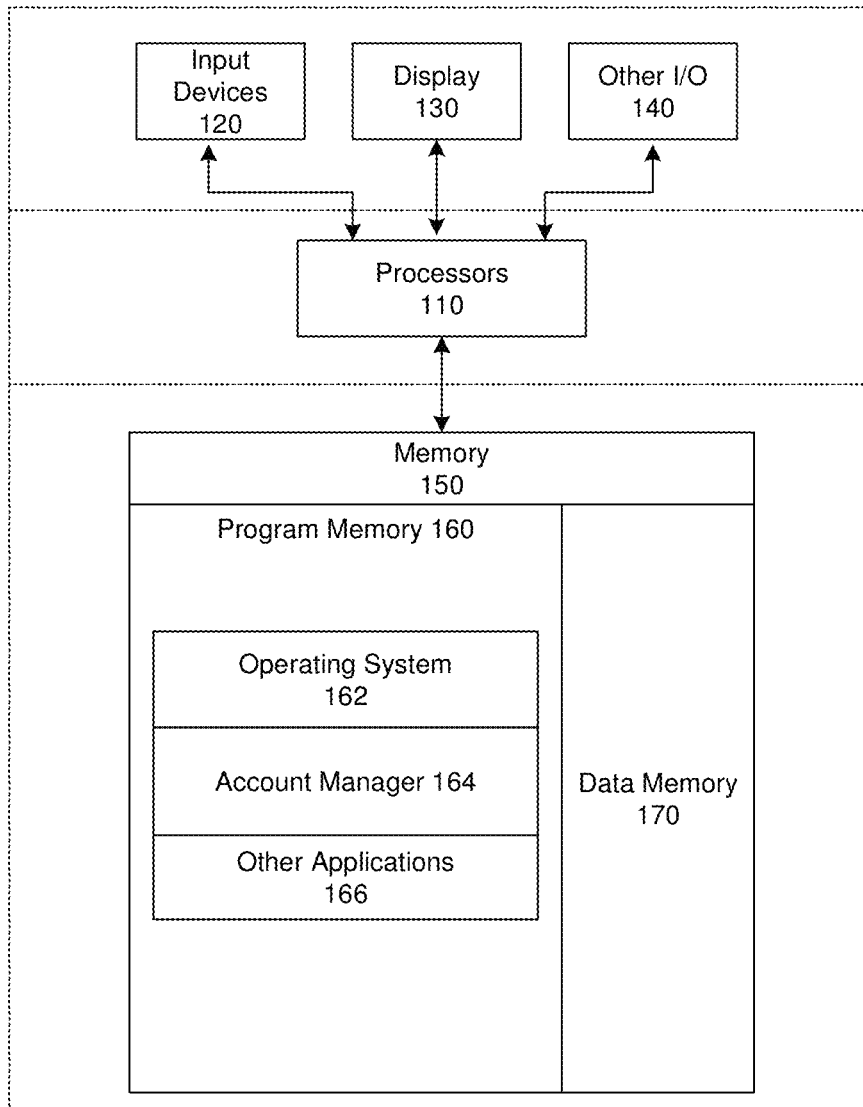 Input
Devices
120
Display
130
Other I/O
140
Processors
110
Memory
150
Program Memory 160
Operating System
162
Account Manager 164
Other Applications
166
Data Memory
170